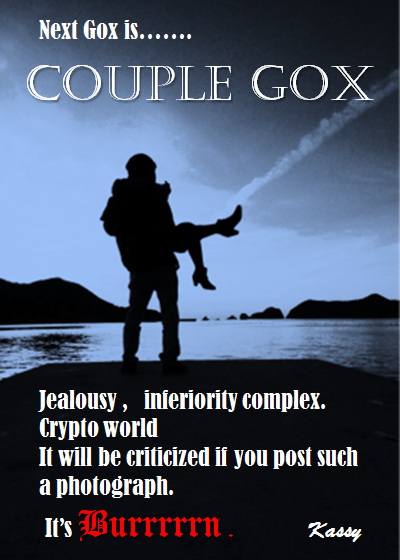 Next Gox is.......
COUPLE GOX
Jealousy , inferiority complex.
Crypto world
It will be criticized if you post such
a photograph.
It's Burrrrrn .
Kassy